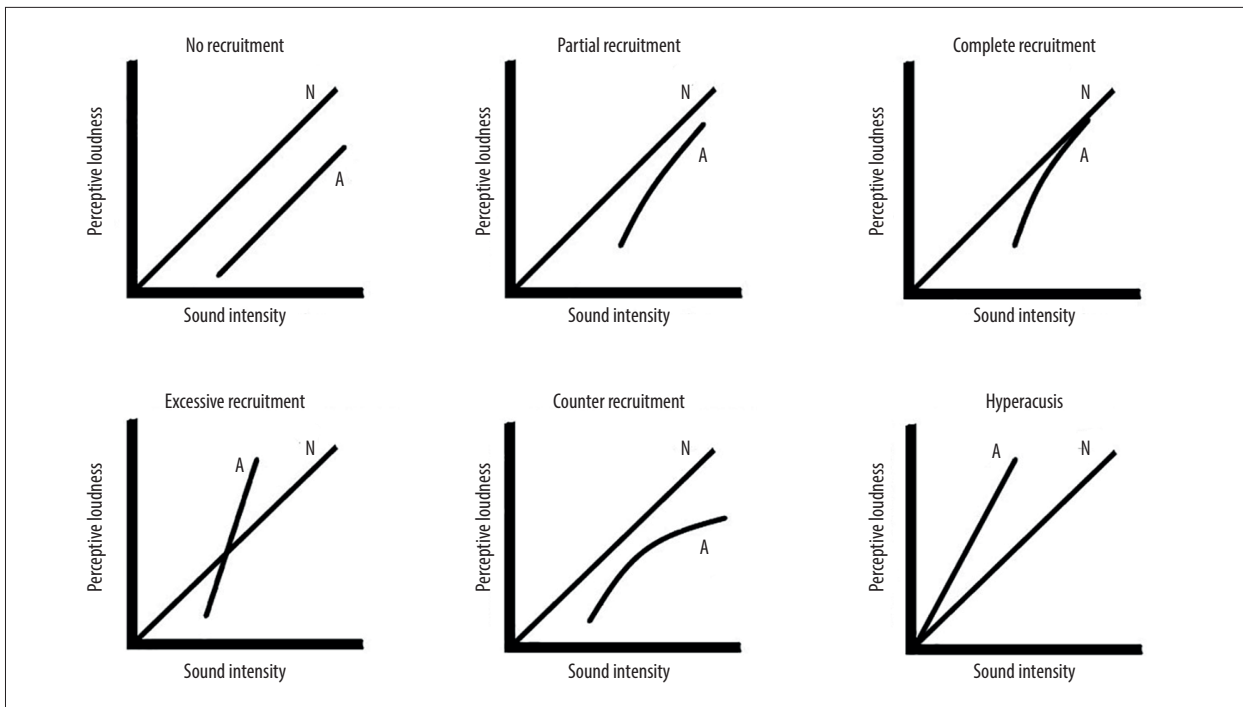 No recruitment
N
A
Perceptive loudness
Sound intensity
Partial recruitment
N
A
Perceptive loudness
Sound intensity
Complete recruitment
N
A
Perceptive loudness
Sound intensity
Excessive recruitment
N
A
Perceptive loudness
Sound intensity
Counter recruitment
N
A
Perceptive loudness
Sound intensity
Hyperacusis
A
N
Perceptive loudness
Sound intensity